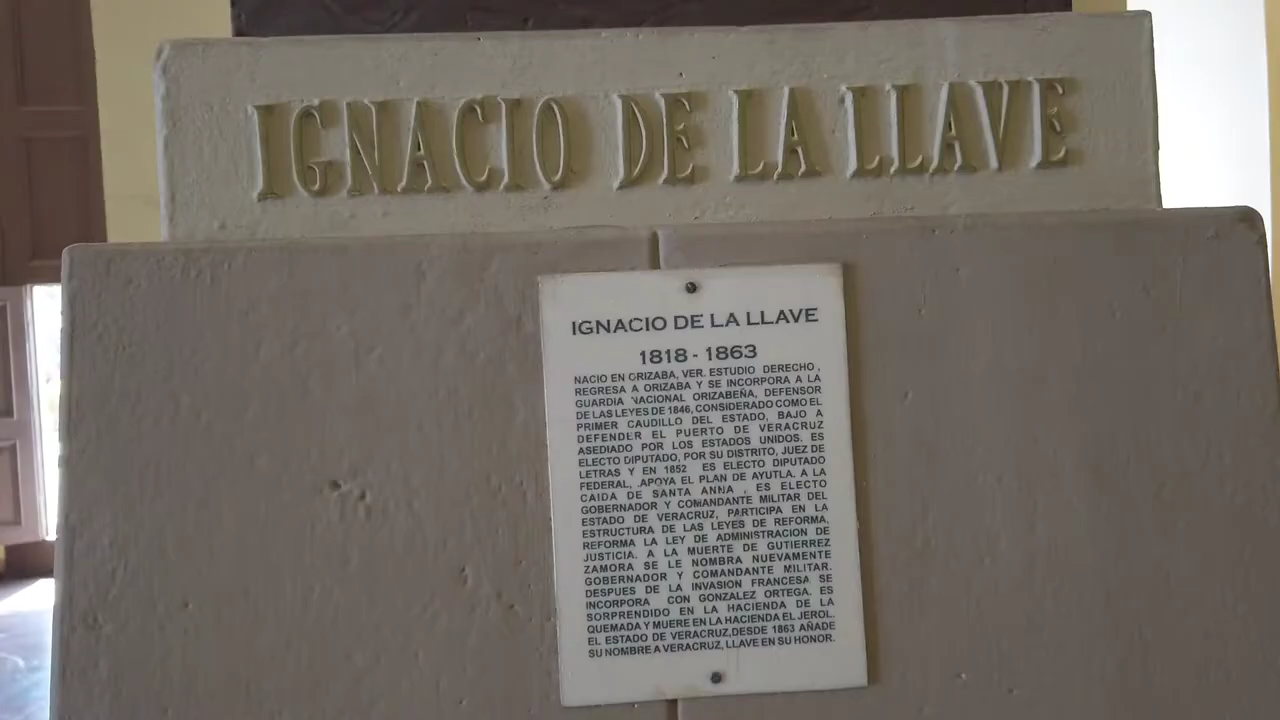 IGNACIO DE LA LLAVE
IGNACIO DE LA LLAVE
1818 - 1863
NACIO EN ORIZABA, VER. ESTUDIO DERECHO,
REGRESA A ORIZABA Y SE INCORPORA A LA
GUARDIA NACIONAL ORIZABEÑA, DEFENSOR
DE LAS LEYES DE 1846, CONSIDERADO COMO EL
PRIMER CAUDILLO DEL ESTADO, BAJO A
DEFENDER EL PUERTO DE VERACRUZ
ASEDIADO POR LOS ESTADOS UNIDOS. ES
ELECTO DIPUTADO, POR SU DISTRITO, JUEZ DE
LETRAS Y EN 1852 ES ELECTO DIPUTADO
FEDERAL, .APOYA EL PLAN DE AYUTLA. A LA
CAIDA DE SANTA ANNA , ES ELECTO
GOBERNADOR Y COMANDANTE MILITAR DEL
ESTADO DE VERACRUZ, PARTICIPA EN LA
ESTRUCTURA DE LAS LEYES DE REFORMA,
REFORMA LA LEY DE ADMINISTRACION DE
JUSTICIA. A LA MUERTE DE GUTIERREZ
ZAMORA SE LE NOMBRA NUEVAMENTE
GOBERNADOR Y COMANDANTE MILITAR.
DESPUES DE LA INVASION FRANCESA SE
INCORPORA CON GONZALEZ ORTEGA. ES
SORPRENDIDO EN LA HACIENDA DE LA
QUEMADA Y MUERE EN LA HACIENDA EL JEROL.
EL ESTADO DE VERACRUZ,DESDE 1863 AÑADE
SU NOMBRE A VERACRUZ, LLAVE EN SU HONOR.